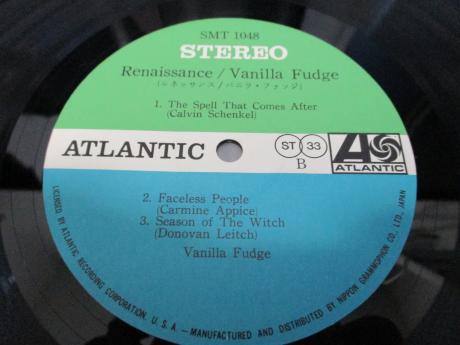 SMT 1048
STEREO
Renaissance / Vanilla Fudge
(ルネッサンス/バニラ・ファッジ)
1. The Spell That Comes After
(Calvin Schenkel)
ATLANTIC
ST 33
B
ATLANTIC
2. Faceless People
(Carmine Appice)
3. Season of The Witch
(Donovan Leitch)
Vanilla Fudge
LICENSED BY ATLANTIC RECORDING CORPORATION, U.S.A.—MANUFACTURED AND DISTRIBUTED BY NIPPON GRAMMOPHON CO., LTD., JAPAN